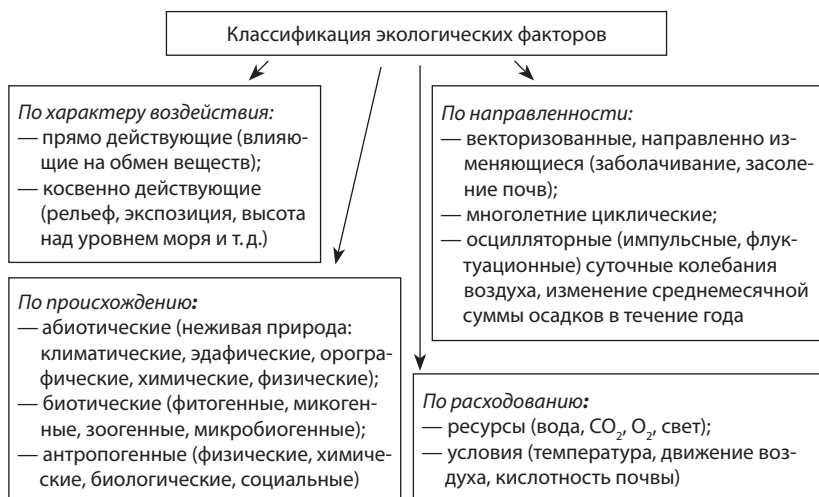 Классификация экологических факторов
По характеру воздействия:
— прямо действующие (влияю-
щие на обмен веществ);
— косвенно действующие
(рельеф, экспозиция, высота
над уровнем моря и т. д.)
По направленности:
— векторизованные, направленно из-
меняющиеся (заболачивание, засоле-
ние почв);
— многолетние циклические;
— осцилляторные (импульсные, флук-
туационные) суточные колебания
воздуха, изменение среднемесячной
суммы осадков в течение года
По происхождению:
— абиотические (неживая природа:
климатические, эдафические, орогра-
фические, химические, физические);
— биотические (фитогенные, микоген-
ные, зоогенные, микробиогенные);
— антропогенные (физические, химиче-
ские, биологические, социальные)
По расходованию:
— ресурсы (вода, CO₂, O₂, свет);
— условия (температура, движение воз-
духа, кислотность почвы)